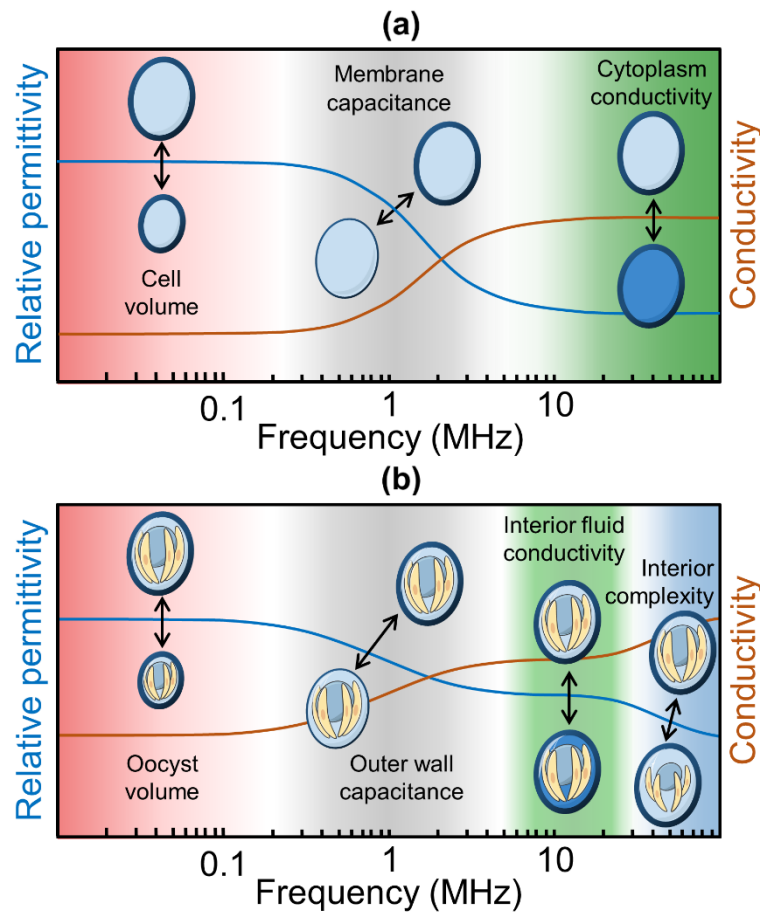 (a)
Relative permittivity
Membrane
capacitance
Cytoplasm
conductivity
Cell
volume
Conductivity
0.1
1
10
Frequency (MHz)
(b)
Relative permittivity
Interior fluid
conductivity
Interior
complexity
Oocyst
volume
Outer wall
capacitance
Conductivity
0.1
1
10
Frequency (MHz)